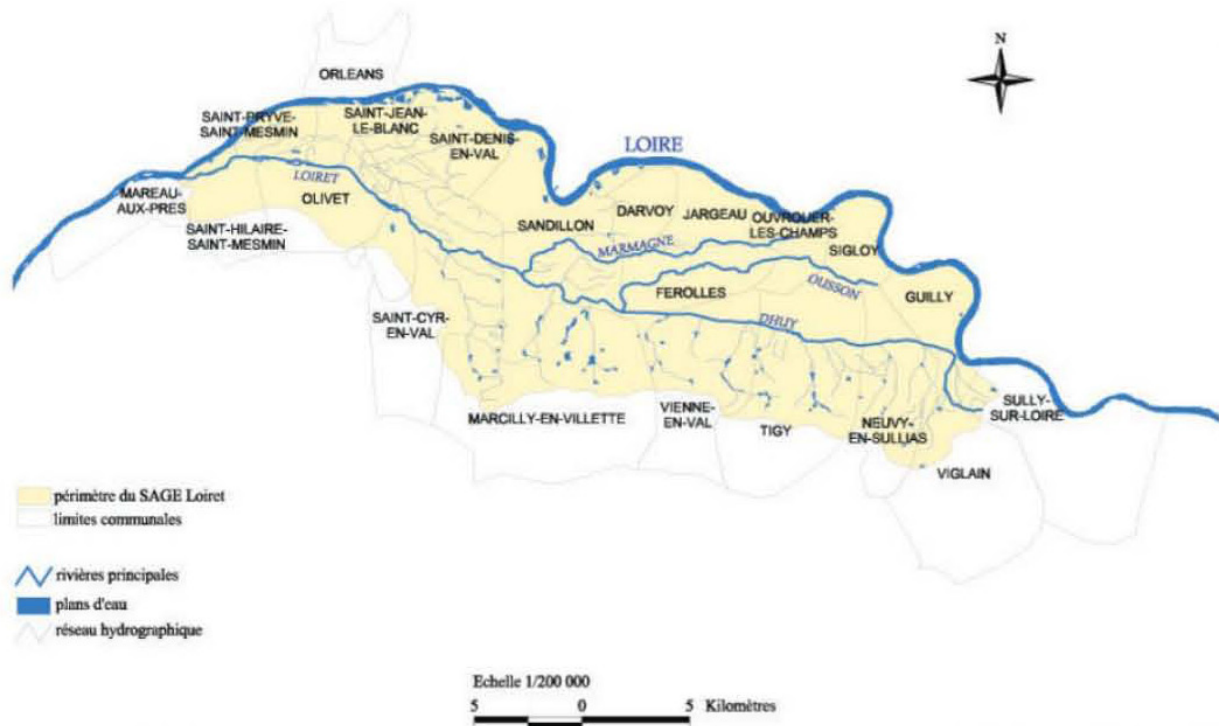 N
ORLEANS
SAINT-PRYVE-
SAINT-MESMIN
SAINT-JEAN-
LE-BLANC
SAINT-DENIS-
EN-VAL
LOIRE
LOIRET
MAREAU-
AUX-PRES
OLIVET
SAINT-HILAIRE-
SAINT-MESMIN
SANDILLON
DARVOY
JARGEAU
OUVROUER-
LES-CHAMPS
MARMAGNE
SIGLOY
OUSSON
FEROLLES
GUILLY
DHUY
SAINT-CYR-
EN-VAL
MARCILLY-EN-VILLETTE
VIENNE-
EN-VAL
TIGY
NEUVY-
EN-SULLIAS
SULLY-
SUR-LOIRE
VIGLAIN
périmètre du SAGE Loiret
limites communales
rivières principales
plans d'eau
réseau hydrographique
Echelle 1/200 000
5 0 5 Kilomètres